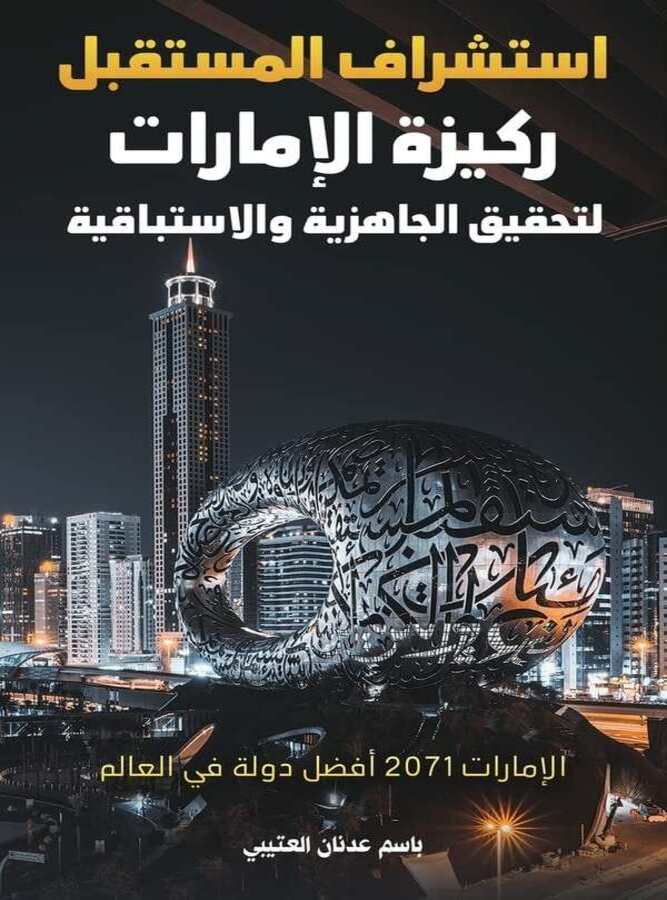 استشراف المستقبل
ركيزة الإمارات
لتحقيق الجاهزية والاستباقية
الإمارات 2071 أفضل دولة في العالم
باسم عدنان العتيبي